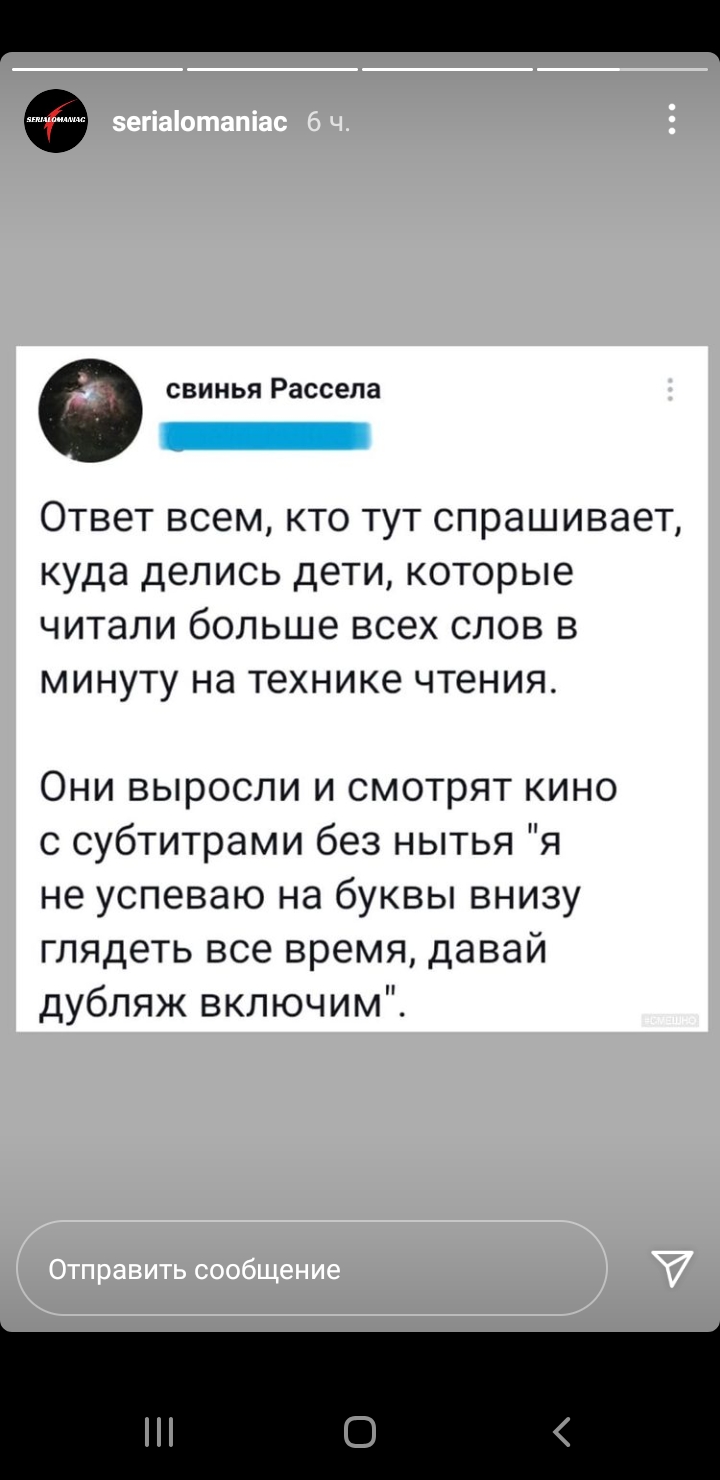 SERIALOMANIAC
serialomaniac 6 ч.
свинья Рассела
Ответ всем, кто тут спрашивает,
куда делись дети, которые
читали больше всех слов в
минуту на технике чтения.
Они выросли и смотрят кино
с субтитрами без нытья "я
не успеваю на буквы внизу
глядеть все время, давай
дубляж включим".
#СМЕШНО
Отправить сообщение